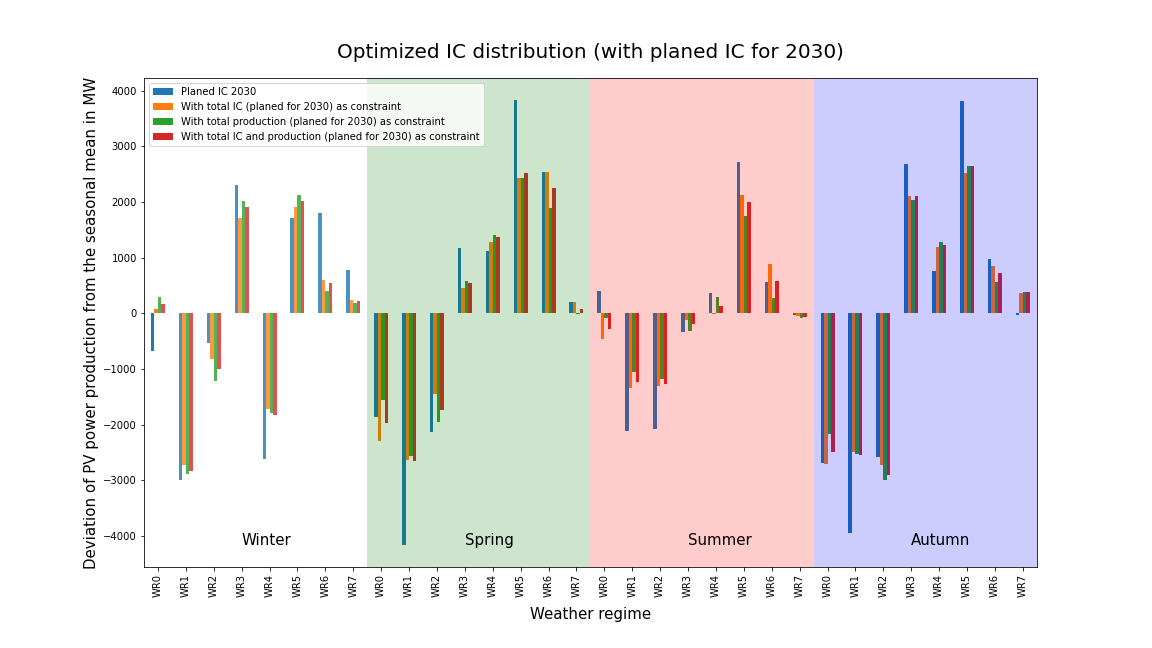 Optimized IC distribution (with planed IC for 2030)
Deviation of PV power production from the seasonal mean in MW
4000
3000
2000
1000
0
−1000
−2000
−3000
−4000
Planed IC 2030
With total IC (planed for 2030) as constraint
With total production (planed for 2030) as constraint
With total IC and production (planed for 2030) as constraint
Winter Spring Summer Autumn
WR0 WR1 WR2 WR3 WR4 WR5 WR6 WR7 WR0 WR1 WR2 WR3 WR4 WR5 WR6 WR7 WR0 WR1 WR2 WR3 WR4 WR5 WR6 WR7 WR0 WR1 WR2 WR3 WR4 WR5 WR6 WR7
Weather regime